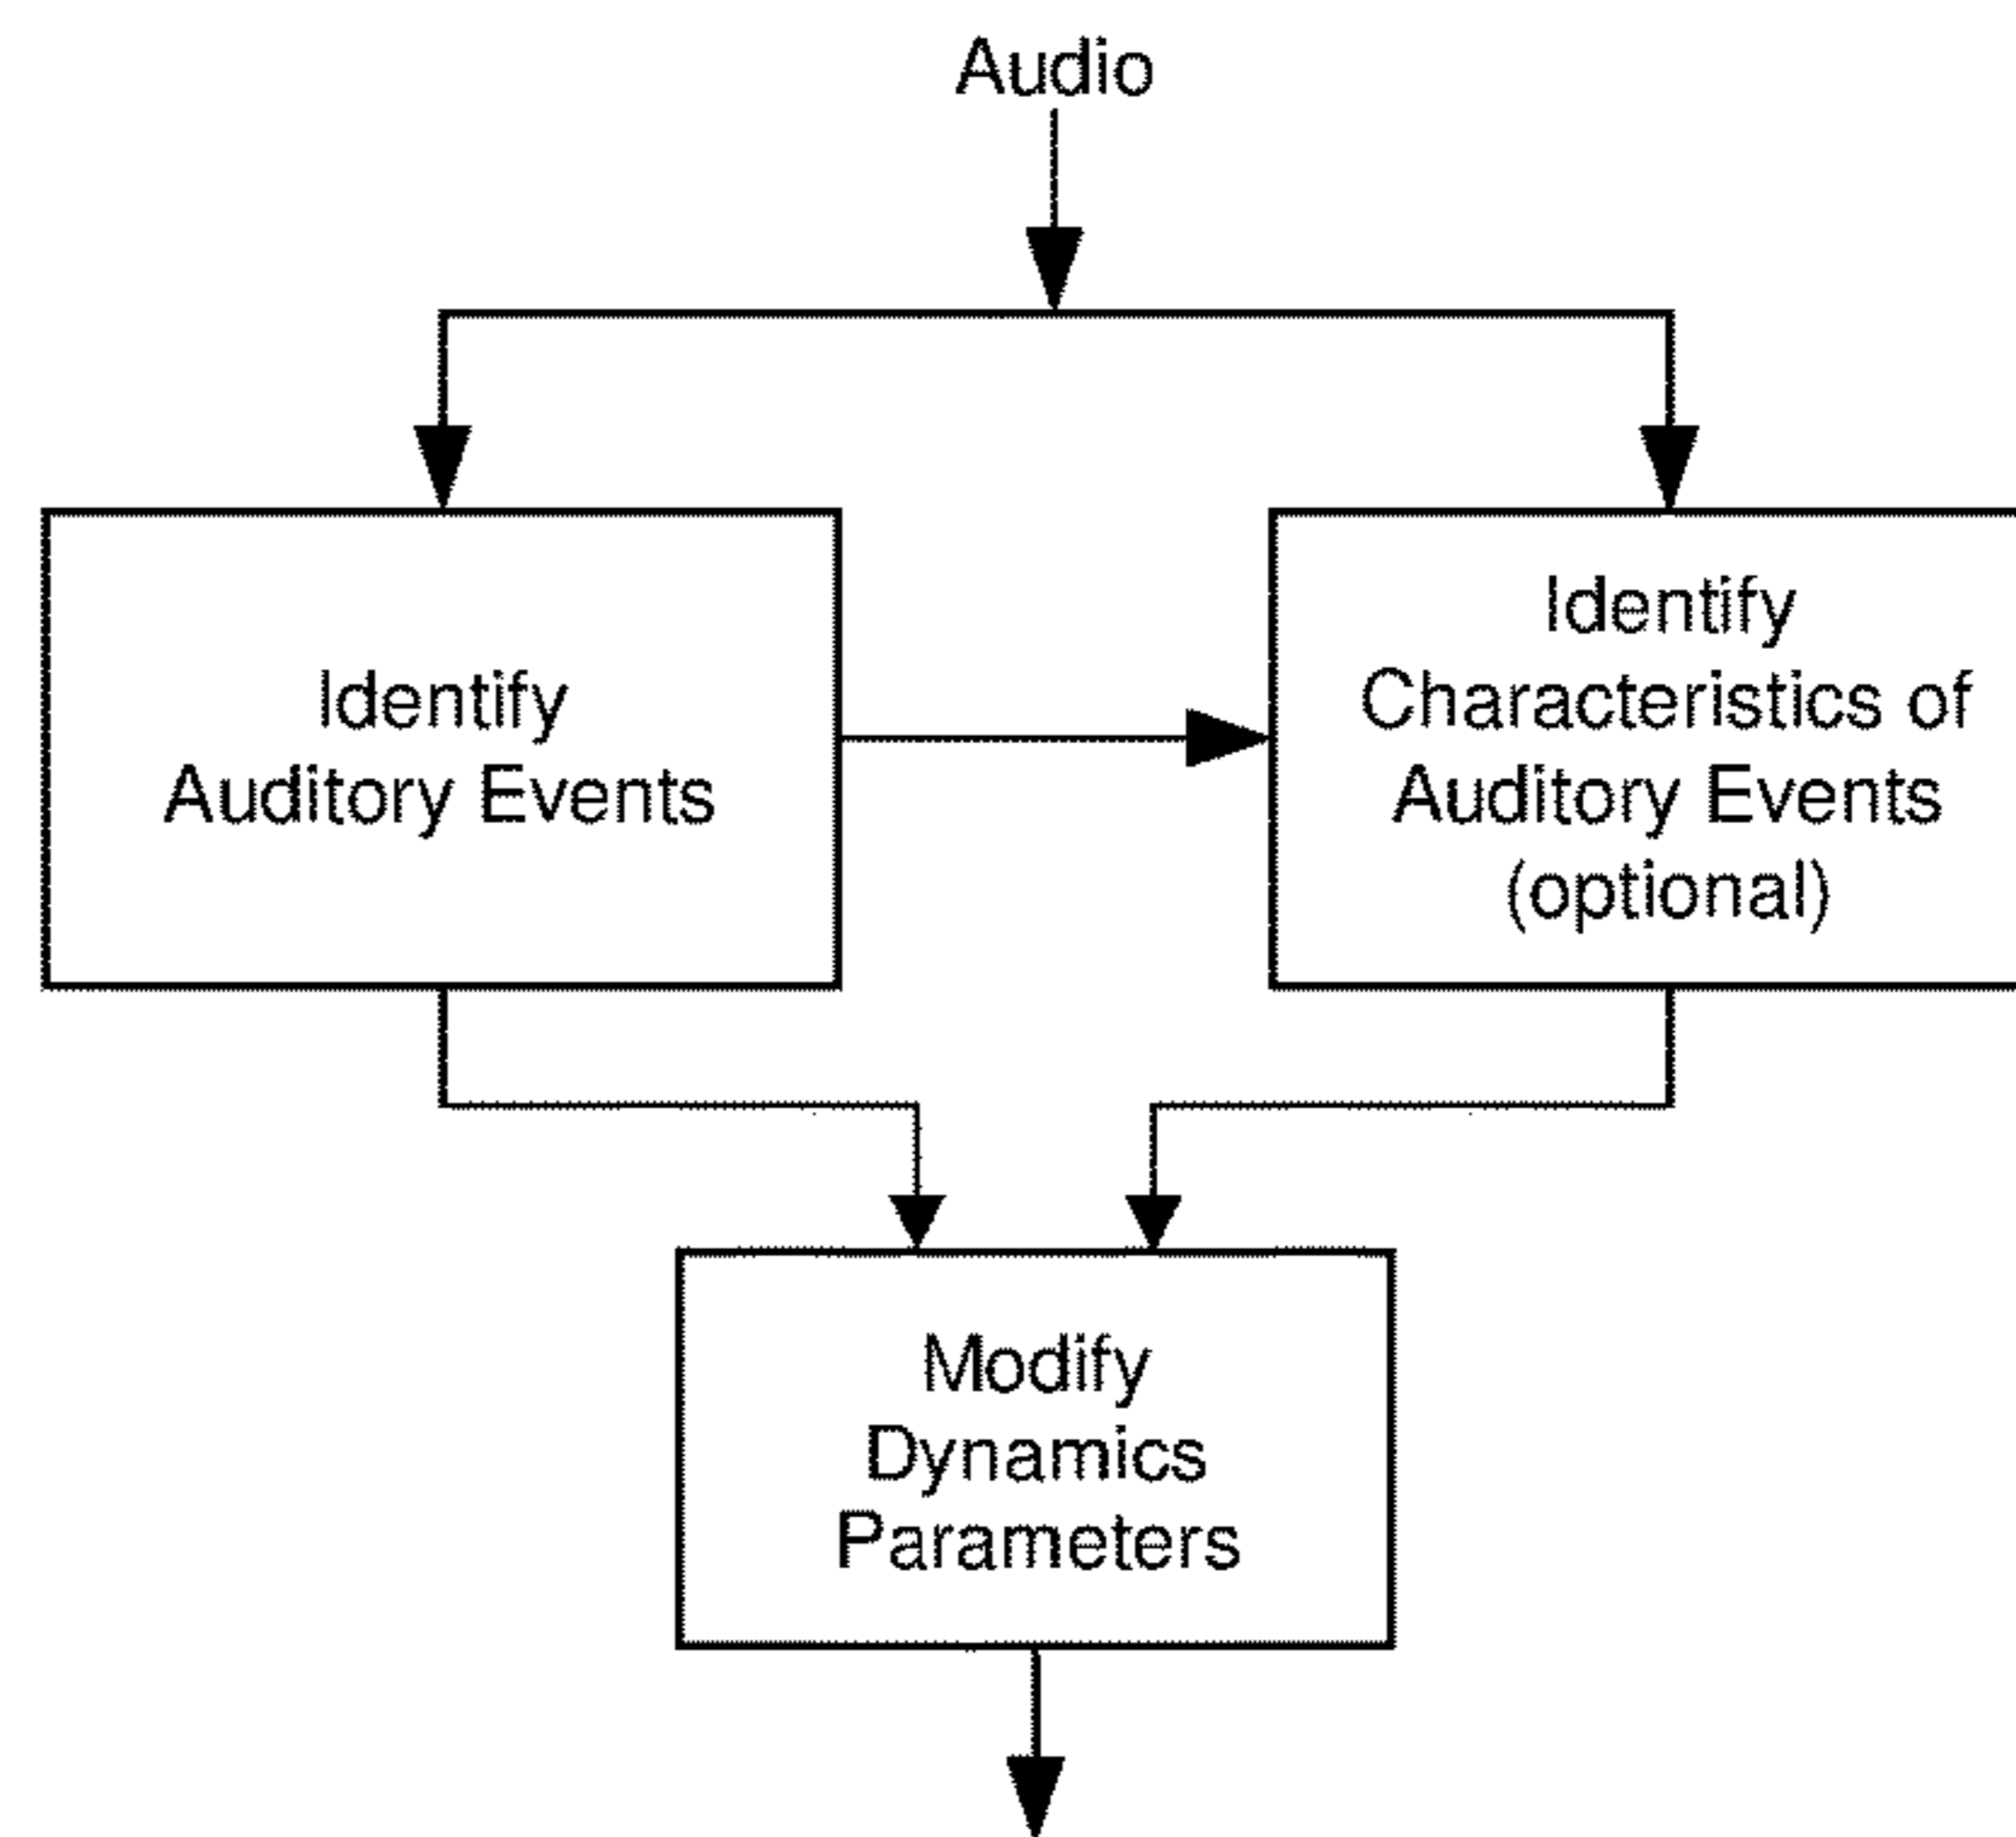 Audio
Identify
Auditory Events
Identify
Characteristics of
Auditory Events
(optional)
Modify
Dynamics
Parameters